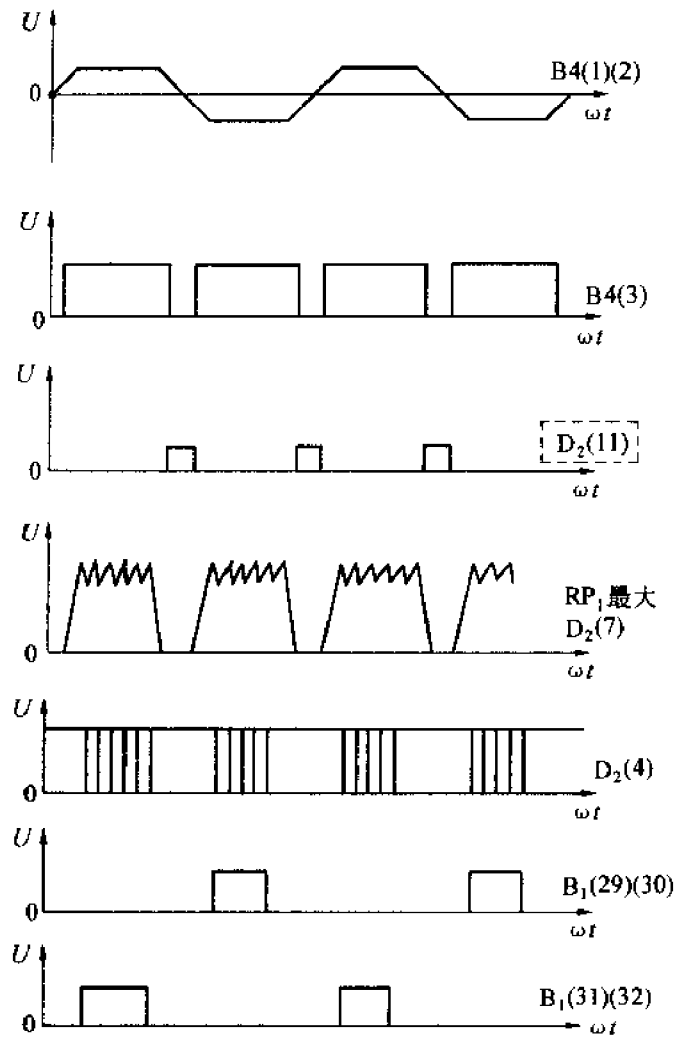 U
0
B4(1)(2)
ωt
U
0
B4(3)
ωt
U
0
D₂(11)
ωt
U
0
RP₁最大
D₂(7)
ωt
U
0
D₂(4)
ωt
U
0
B₁(29)(30)
ωt
U
0
B₁(31)(32)
ωt